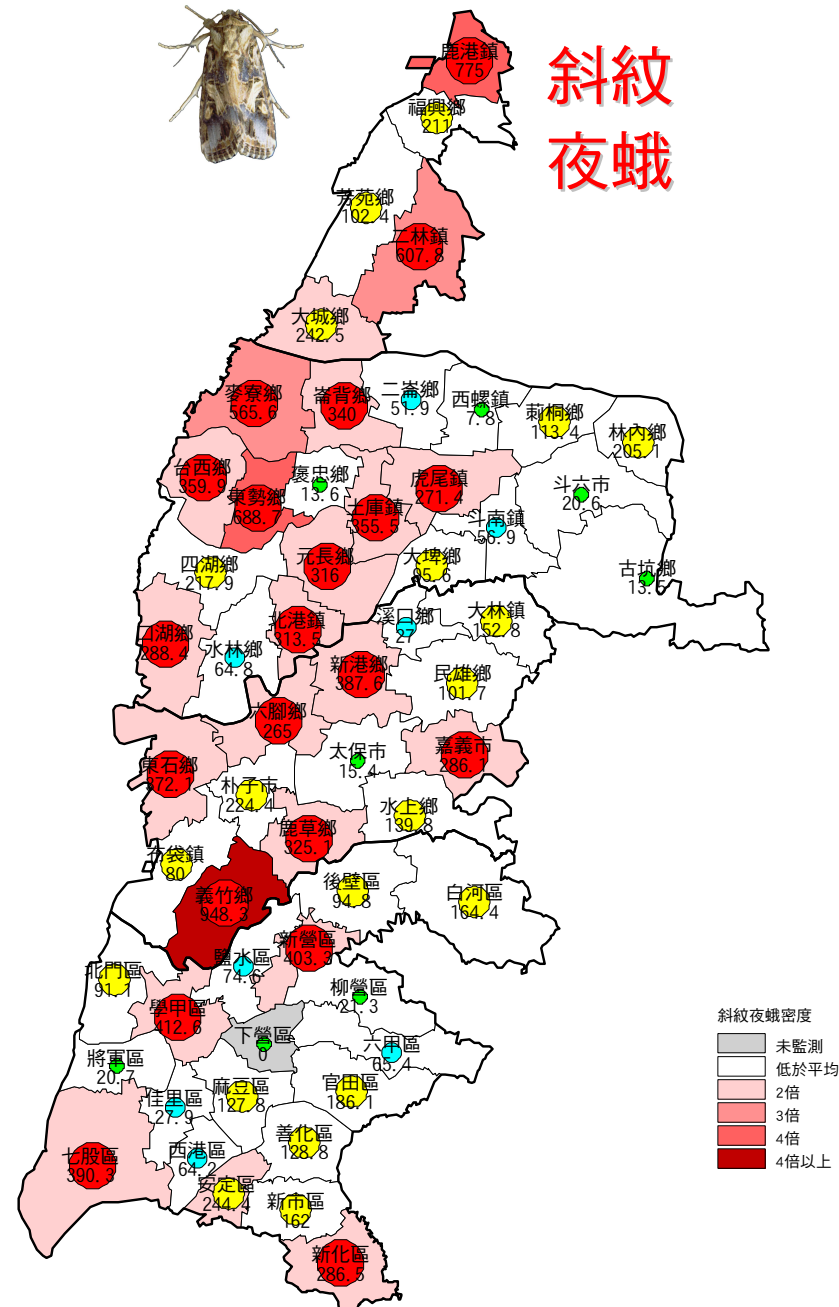 斜紋
夜蛾
鹿港鎮
775
福興鄉
211
芳苑鄉
102.4
二林鎮
607.8
大城鄉
242.5
麥寮鄉
565.6
崙背鄉
340
二崙鄉
51.9
西螺鎮
7.8
莿桐鄉
113.4
林內鄉
205.1
台西鄉
359.9
東勢鄉
688.7
褒忠鄉
13.6
土庫鎮
355.5
虎尾鎮
271.4
斗南鎮
56.9
斗六市
20.6
四湖鄉
217.9
元長鄉
316
大埤鄉
95.6
古坑鄉
13.5
口湖鄉
288.4
水林鄉
64.8
北港鎮
313.5
溪口鄉
27
大林鎮
152.8
新港鄉
387.6
民雄鄉
101.7
六腳鄉
265
東石鄉
372.1
太保市
15.4
嘉義市
286.1
朴子市
224.4
水上鄉
139.8
鹿草鄉
325.1
布袋鎮
80
義竹鄉
948.3
後壁區
94.8
白河區
164.4
新營區
403.3
鹽水區
74.6
北門區
91.1
柳營區
21.3
學甲區
412.6
下營區
0
六甲區
65.4
將軍區
20.7
佳里區
27.9
麻豆區
127.8
官田區
186.1
善化區
128.8
西港區
64.2
七股區
390.3
安定區
244.4
新市區
162
新化區
286.5
斜紋夜蛾密度
未監測
低於平均
2倍
3倍
4倍
4倍以上